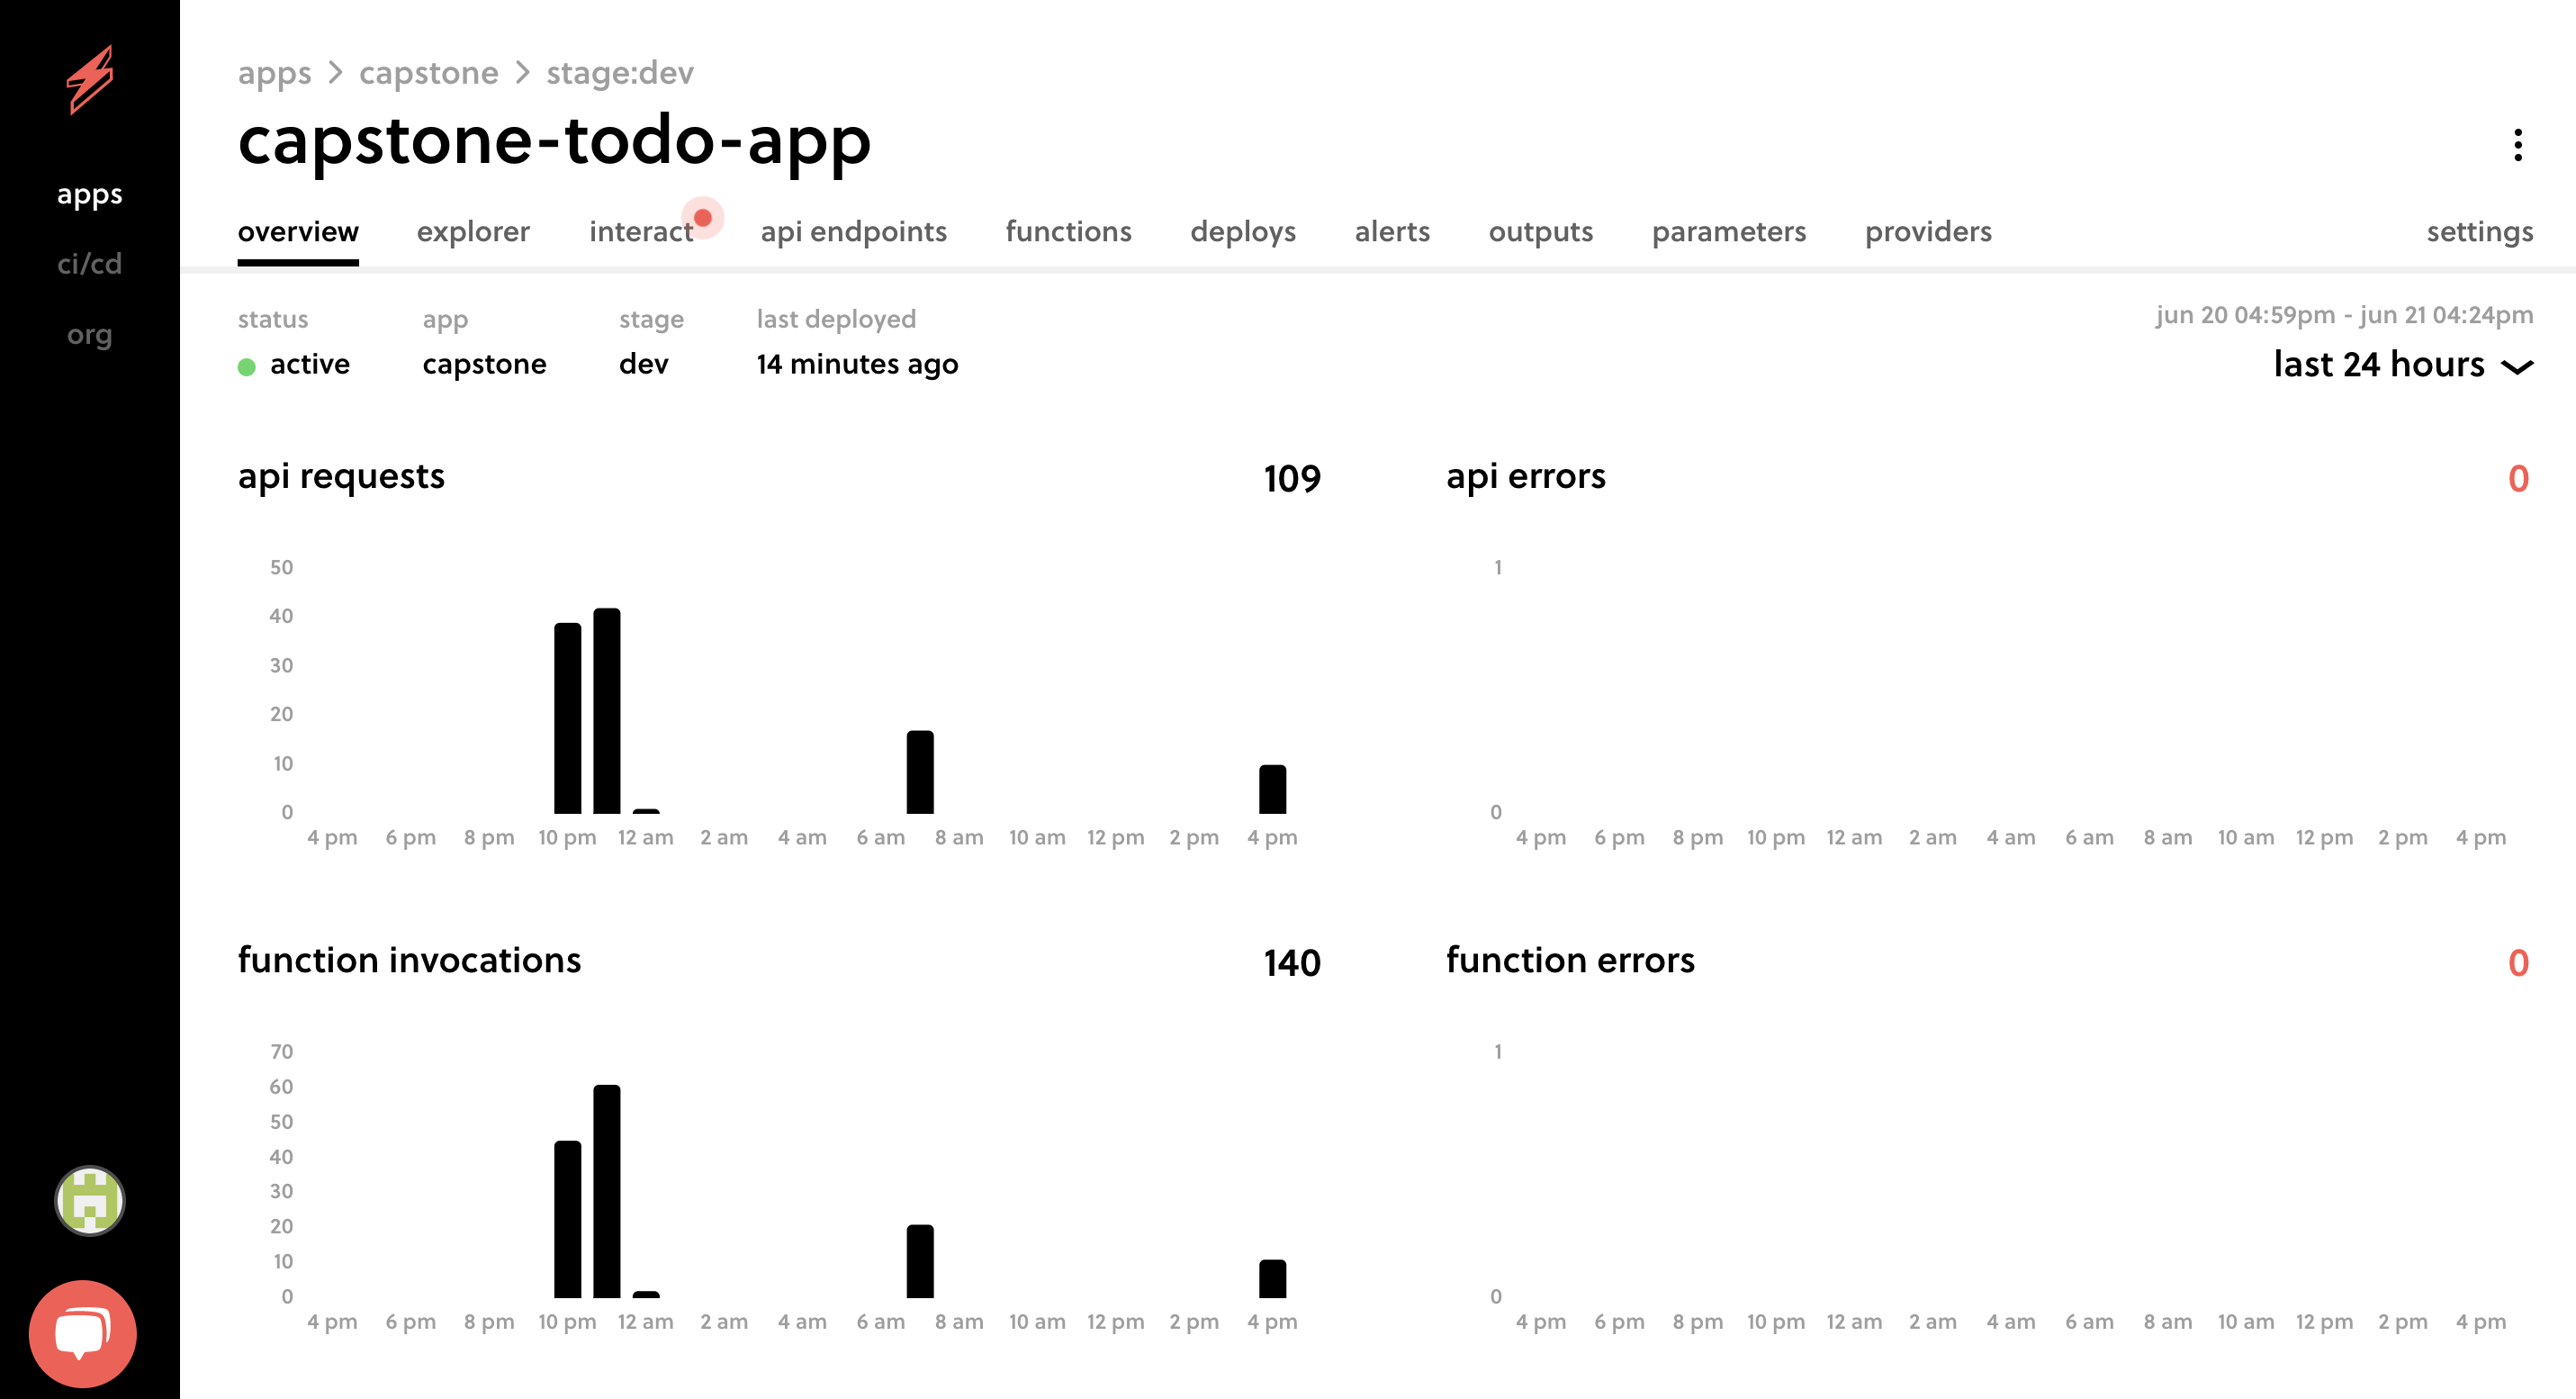 apps > capstone > stage:dev
capstone-todo-app
apps
ci/cd
org
overview explorer interact api endpoints functions deploys alerts outputs parameters providers settings
status app stage last deployed
active capstone dev 14 minutes ago
jun 20 04:59pm - jun 21 04:24pm
last 24 hours
api requests 109
50
40
30
20
10
0
4 pm 6 pm 8 pm 10 pm 12 am 2 am 4 am 6 am 8 am 10 am 12 pm 2 pm 4 pm
api errors 0
1
0
4 pm 6 pm 8 pm 10 pm 12 am 2 am 4 am 6 am 8 am 10 am 12 pm 2 pm 4 pm
function invocations 140
70
60
50
40
30
20
10
0
4 pm 6 pm 8 pm 10 pm 12 am 2 am 4 am 6 am 8 am 10 am 12 pm 2 pm 4 pm
function errors 0
1
0
4 pm 6 pm 8 pm 10 pm 12 am 2 am 4 am 6 am 8 am 10 am 12 pm 2 pm 4 pm